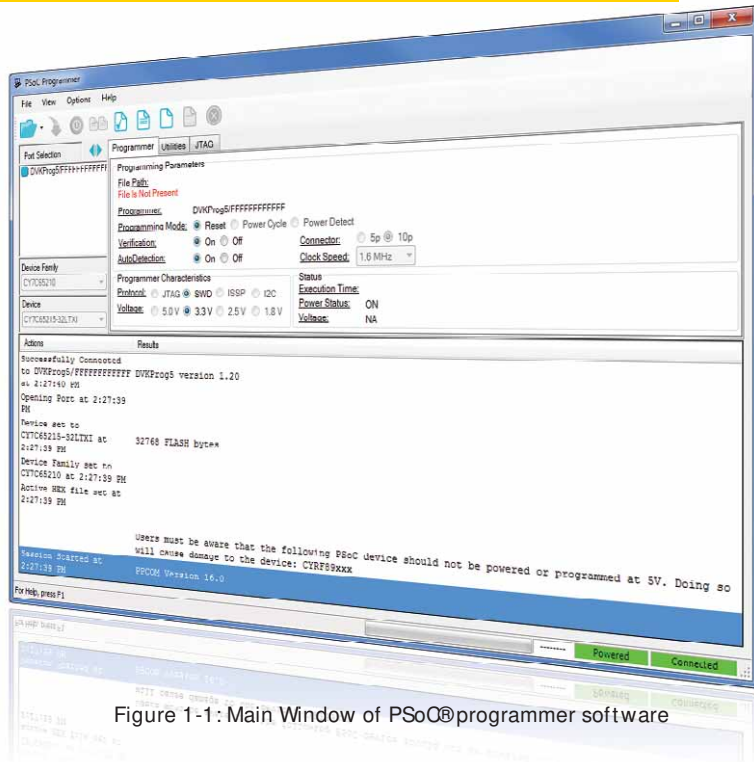 PSoC Programmer
File View Options Help
Port Selection
DVKProg5/FFFFFFFFFFFF
Programmer Utilities JTAG
Programming Parameters
File Path:
File Is Not Present
Programmer: DVKProg5/FFFFFFFFFFFF
Programming Mode: Reset Power Cycle Power Detect
Verification: On Off Connector: 5p 10p
AutoDetection: On Off Clock Speed: 1.6 MHz
Device Family
CY7C65210
Device
CY7C65215-32LTXI
Programmer Characteristics
Protocol: JTAG SWD ISSP I2C
Voltage: 5.0 V 3.3 V 2.5 V 1.8 V
Status
Execution Time:
Power Status: ON
Voltage: NA
Actions Results
Successfully Connected
to DVKProg5/FFFFFFFFFFFF DVKProg5 version 1.20
at 2:27:40 PM
Opening Port at 2:27:39
PM
Device set to
CY7C65215-32LTXI at 32768 FLASH bytes
2:27:39 PM
Device Family set to
CY7C65210 at 2:27:39 PM
Active HEX file set at
2:27:39 PM
Users must be aware that the following PSoC device should not be powered or programmed at 5V. Doing so
will cause damage to the device: CYRF89xxx
Session Started at
2:27:39 PM PPCOM Version 16.0
For Help, press F1
Powered Connected
Figure 1-1: Main Window of PSoC® programmer software